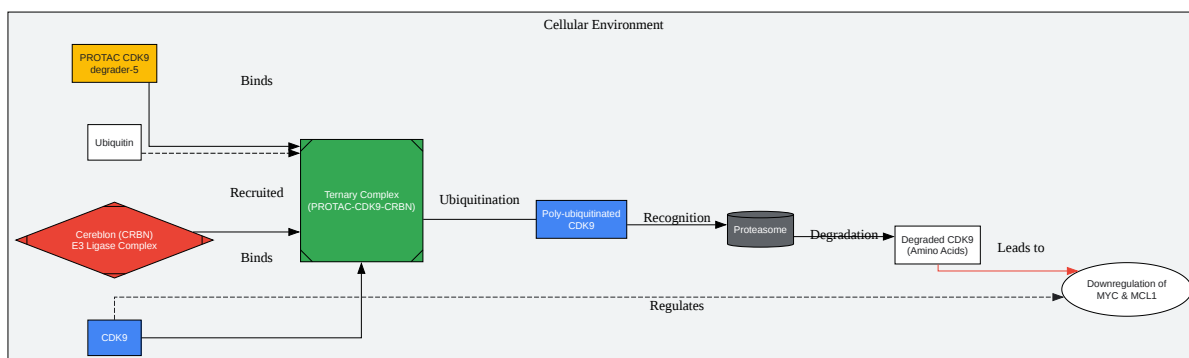 Cellular Environment
PROTAC CDK9
degrader-5
Binds
Ubiquitin
Recruited
Ternary Complex
(PROTAC-CDK9-CRBN)
Ubiquitination
Poly-ubiquitinated
CDK9
Recognition
Proteasome
Degradation
Degraded CDK9
(Amino Acids)
Leads to
Cereblon (CRBN)
E3 Ligase Complex
Binds
Downregulation of
MYC & MCL1
Regulates
CDK9